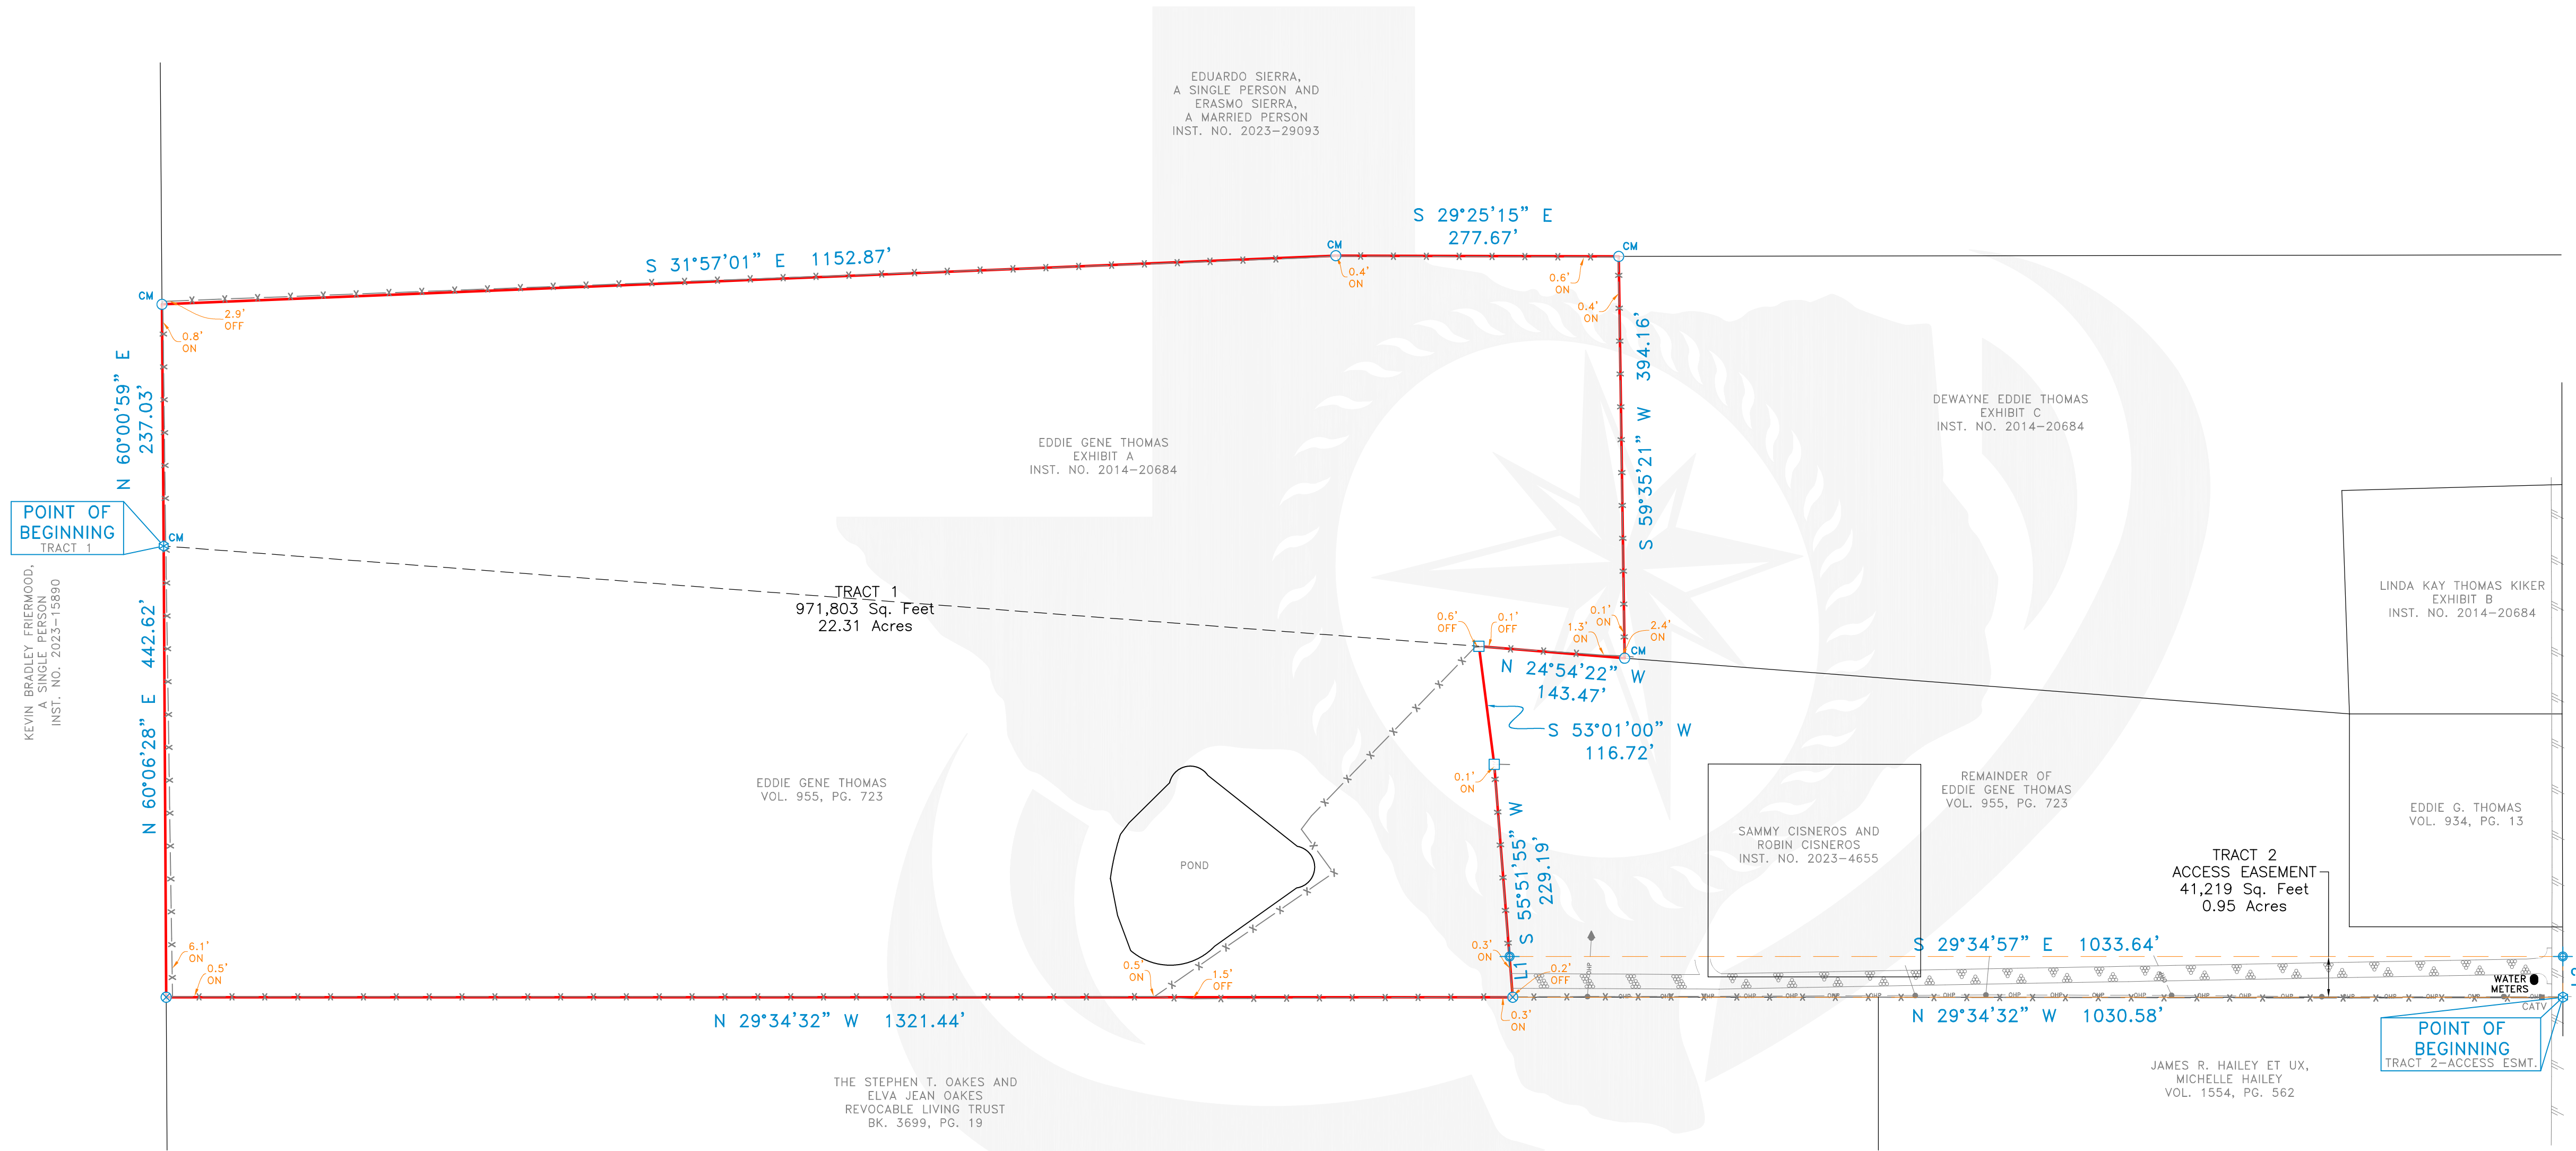 EDUARDO SIERRA,
A SINGLE PERSON AND
ERASMO SIERRA,
A MARRIED PERSON
INST. NO. 2023-29093
S 29°25'15" E
277.67'
CM
CM
S 31°57'01" E 1152.87'
0.4'
ON
0.6'
ON
0.4'
ON
CM
2.9'
OFF
0.8'
ON
N 60°00'59" E
237.03'
S 59°35'21" W 394.16'
DEWAYNE EDDIE THOMAS
EXHIBIT C
INST. NO. 2014-20684
EDDIE GENE THOMAS
EXHIBIT A
INST. NO. 2014-20684
POINT OF
BEGINNING
TRACT 1
CM
KEVIN BRADLEY FRIERMOOD,
A SINGLE PERSON
INST. NO. 2023-15890
N 60°06'28" E 442.62'
TRACT 1
971,803 Sq. Feet
22.31 Acres
0.6'
OFF
0.1'
OFF
1.3'
ON
0.1'
ON
2.4'
ON
CM
N 24°54'22" W
143.47'
LINDA KAY THOMAS KIKER
EXHIBIT B
INST. NO. 2014-20684
S 53°01'00" W
116.72'
0.1'
ON
EDDIE GENE THOMAS
VOL. 955, PG. 723
REMAINDER OF
EDDIE GENE THOMAS
VOL. 955, PG. 723
EDDIE G. THOMAS
VOL. 934, PG. 13
SAMMY CISNEROS AND
ROBIN CISNEROS
INST. NO. 2023-4655
POND
S 55°51'55" W
229.19'
TRACT 2
ACCESS EASEMENT
41,219 Sq. Feet
0.95 Acres
6.1'
ON
0.5'
ON
0.5'
ON
1.5'
OFF
0.3'
ON
L1
0.2'
OFF
0.3'
ON
S 29°34'57" E 1033.64'
WATER
METERS
CATV
OHP
N 29°34'32" W 1321.44'
N 29°34'32" W 1030.58'
POINT OF
BEGINNING
TRACT 2-ACCESS ESMT.
THE STEPHEN T. OAKES AND
ELVA JEAN OAKES
REVOCABLE LIVING TRUST
BK. 3699, PG. 19
JAMES R. HAILEY ET UX,
MICHELLE HAILEY
VOL. 1554, PG. 562